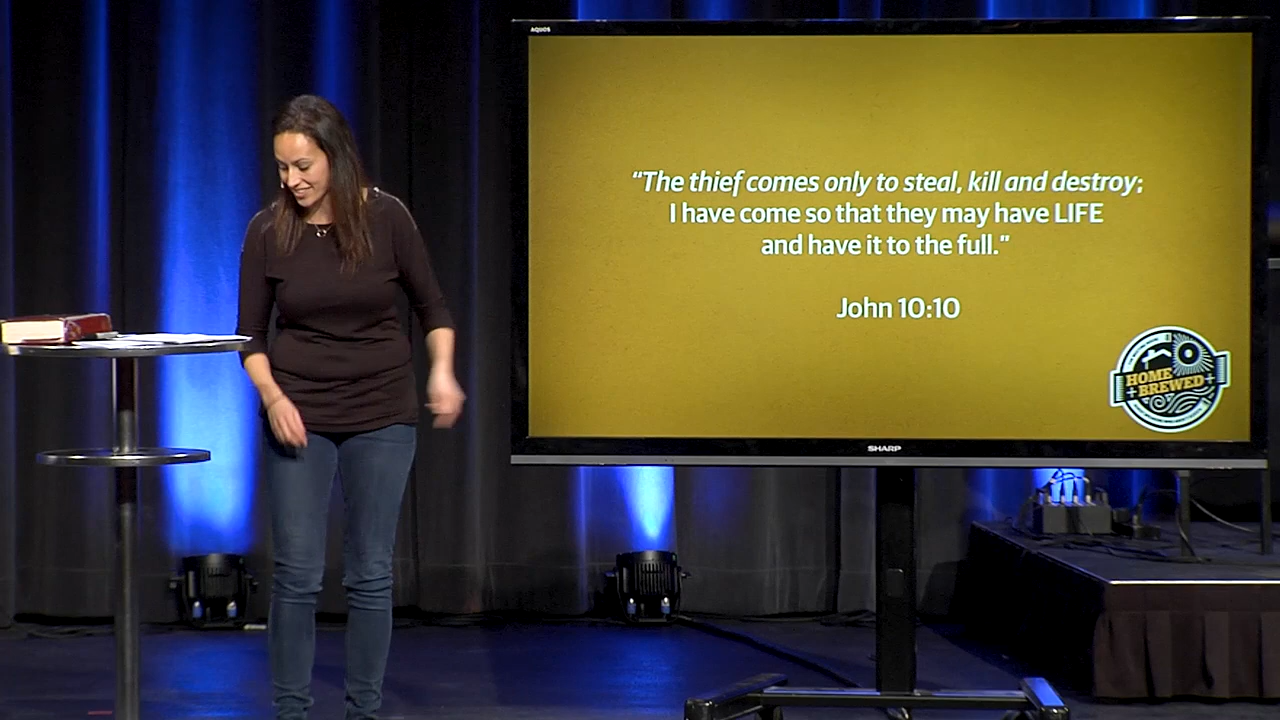 AQUOS
“The thief comes only to steal, kill and destroy;
I have come so that they may have LIFE
and have it to the full.”
John 10:10
HOME
BREWED
SHARP